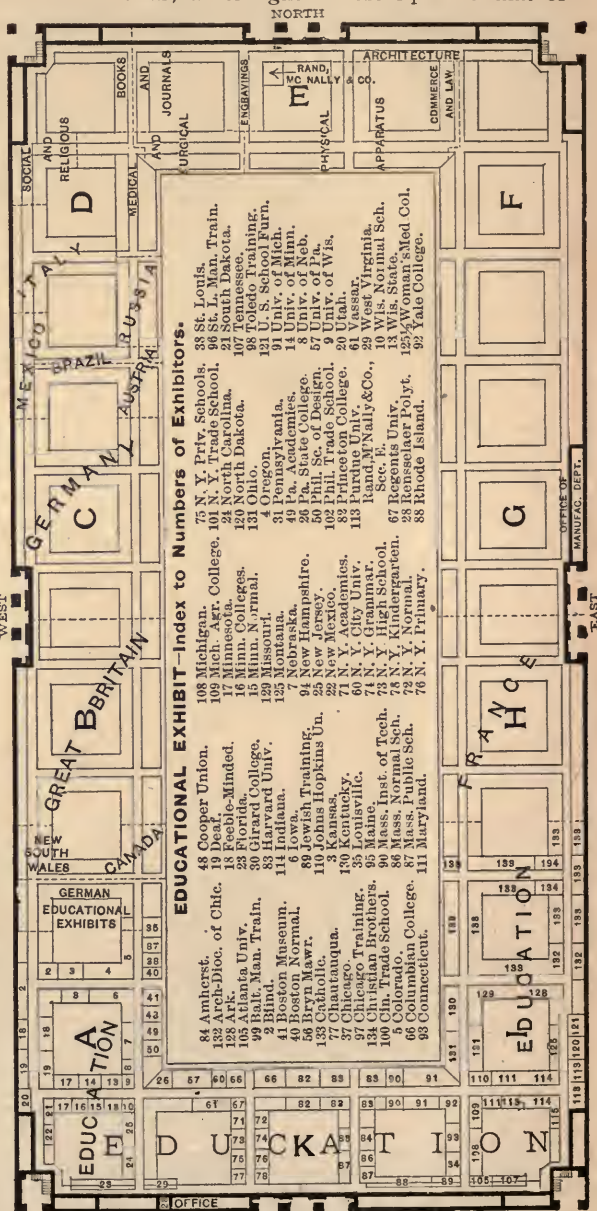 NORTH
ARCHITECTURE
SOCIAL
AND
RELIGIOUS
BOOKS
AND
JOURNALS
ENGRAVINGS
RAND,
MC NALLY & CO.
COMMERCE
AND LAW
MEDICAL
AND
SURGICAL
PHYSICAL
APPARATUS
D
E
F
ITALY
MEXICO
RUSSIA
BRAZIL
AUSTRIA
GERMANY
C
G
OFFICE OF
MANUFAC. DEPT.
WEST
EAST
GREAT BRITAIN
B
H
FRANCE
NEW
SOUTH
WALES
CANADA
GERMAN
EDUCATIONAL
EXHIBITS
EDUCATIONAL EXHIBIT—Index to Numbers of Exhibitors.
84 Amherst.
132 Arch-Dioc. of Chic.
128 Ark.
105 Atlanta Univ.
99 Balt. Man. Train.
2 Blind.
41 Boston Museum.
40 Boston Normal.
56 Bryn Mawr.
133 Catholic.
77 Chautauqua.
37 Chicago.
97 Chicago Training.
134 Christian Brothers.
100 Cin. Trade School.
5 Colorado.
66 Columbian College.
93 Connecticut.
48 Cooper Union.
19 Deaf.
18 Feeble-Minded.
23 Florida.
30 Girard College.
83 Harvard Univ.
114 Indiana.
6 Iowa.
89 Jewish Training.
110 Johns Hopkins Un.
3 Kansas.
130 Kentucky.
35 Louisville.
95 Maine.
90 Mass. Inst. of Tech.
86 Mass. Normal Sch.
87 Mass. Public Sch.
111 Maryland.
108 Michigan.
109 Mich. Agr. College.
17 Minnesota.
16 Minn. Colleges.
15 Minn. Normal.
129 Missouri.
125 Montana.
7 Nebraska.
94 New Hampshire.
25 New Jersey.
22 New Mexico.
71 N. Y. Academics.
60 N. Y. City Univ.
74 N. Y. Grammar.
73 N. Y High School.
78 N. Y. Kindergarten.
72 N. Y. Normal.
76 N. Y. Primary.
75 N. Y. Priv. Schools.
101 N. Y. Trade School.
24 North Carolina.
120 North Dakota.
131 Ohio.
4 Oregon.
31 Pennsylvania.
49 Pa. Academies.
26 Pa. State College.
50 Phil. Sc. of Design.
102 Phil. Trade School.
82 Princeton College.
113 Purdue Univ.
Rand, McNally & Co.,
Sec. E.
67 Regents Univ.
28 Rensselaer Polyt.
88 Rhode Island.
38 St. Louis.
96 St. L. Man. Train.
21 South Dakota.
107 Tennessee.
98 Toledo Training.
121 U. S. School Furn.
91 Univ. of Mich.
14 Univ. of Minn.
8 Univ. of Neb.
57 Univ. of Pa.
9 Univ. of Wis.
20 Utah.
61 Vassar.
29 West Virginia.
10 Wis. Normal Sch.
13 Wis. State.
125½ Woman's Med Col.
92 Yale College.
A
EDUCATION
I
EDUCATION
K
EDUCATION
OFFICE